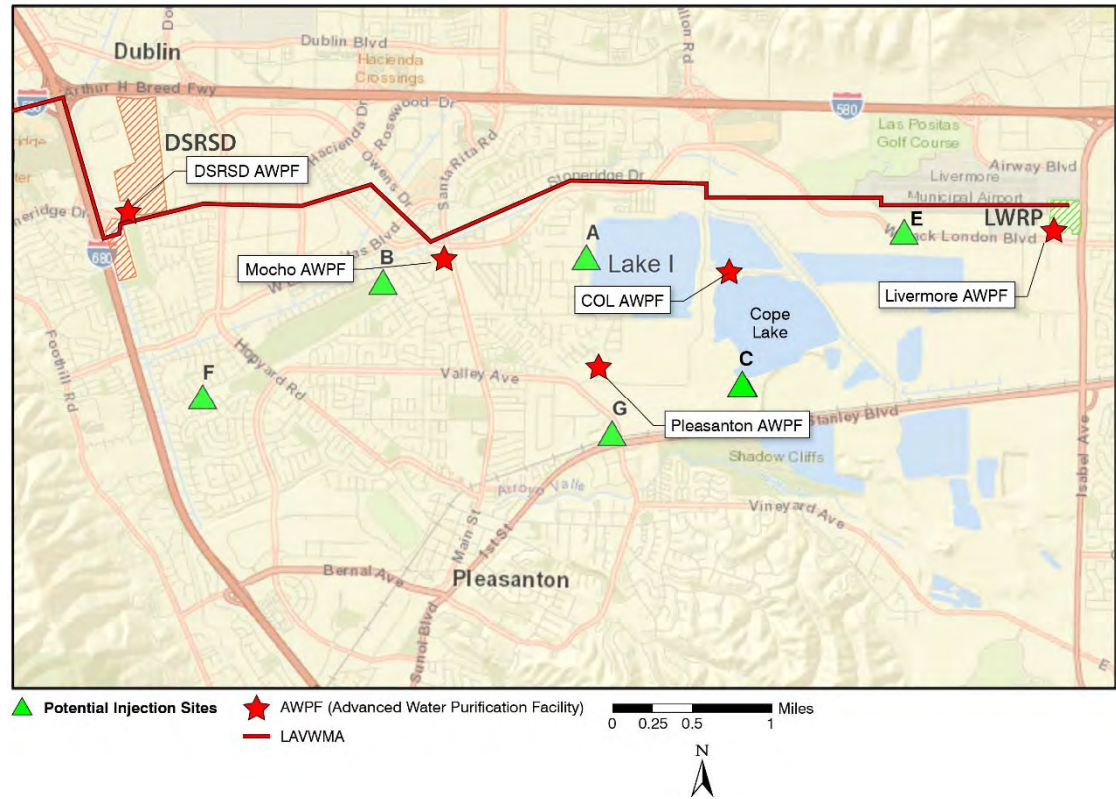 Dublin
Dublin Blvd
Hacienda
Crossings
Arthur H Breed Fwy
580
Las Positas
Golf Course
DSRSD
DSRSD AWPF
Hacienda Dr
Rosewood Dr
Owens Dr
Santa Rita Rd
Stoneridge Dr
Airway Blvd
Livermore
Municipal Airport
LWRP
680
Mocho AWPF
B
A
Lake I
COL AWPF
E
Livermore AWPF
Cope
Lake
Foothill Rd
Hopyard Rd
F
Valley Ave
C
G
Pleasanton AWPF
Stanley Blvd
Shadow Cliffs
Isabel Ave
Arroyo Valle
Vineyard Ave
Main St
1st St
Bernal Ave
Pleasanton
Sunol Blvd
E
Potential Injection Sites
AWPF (Advanced Water Purification Facility)
LAVWMA
Miles
0 0.25 0.5 1
N